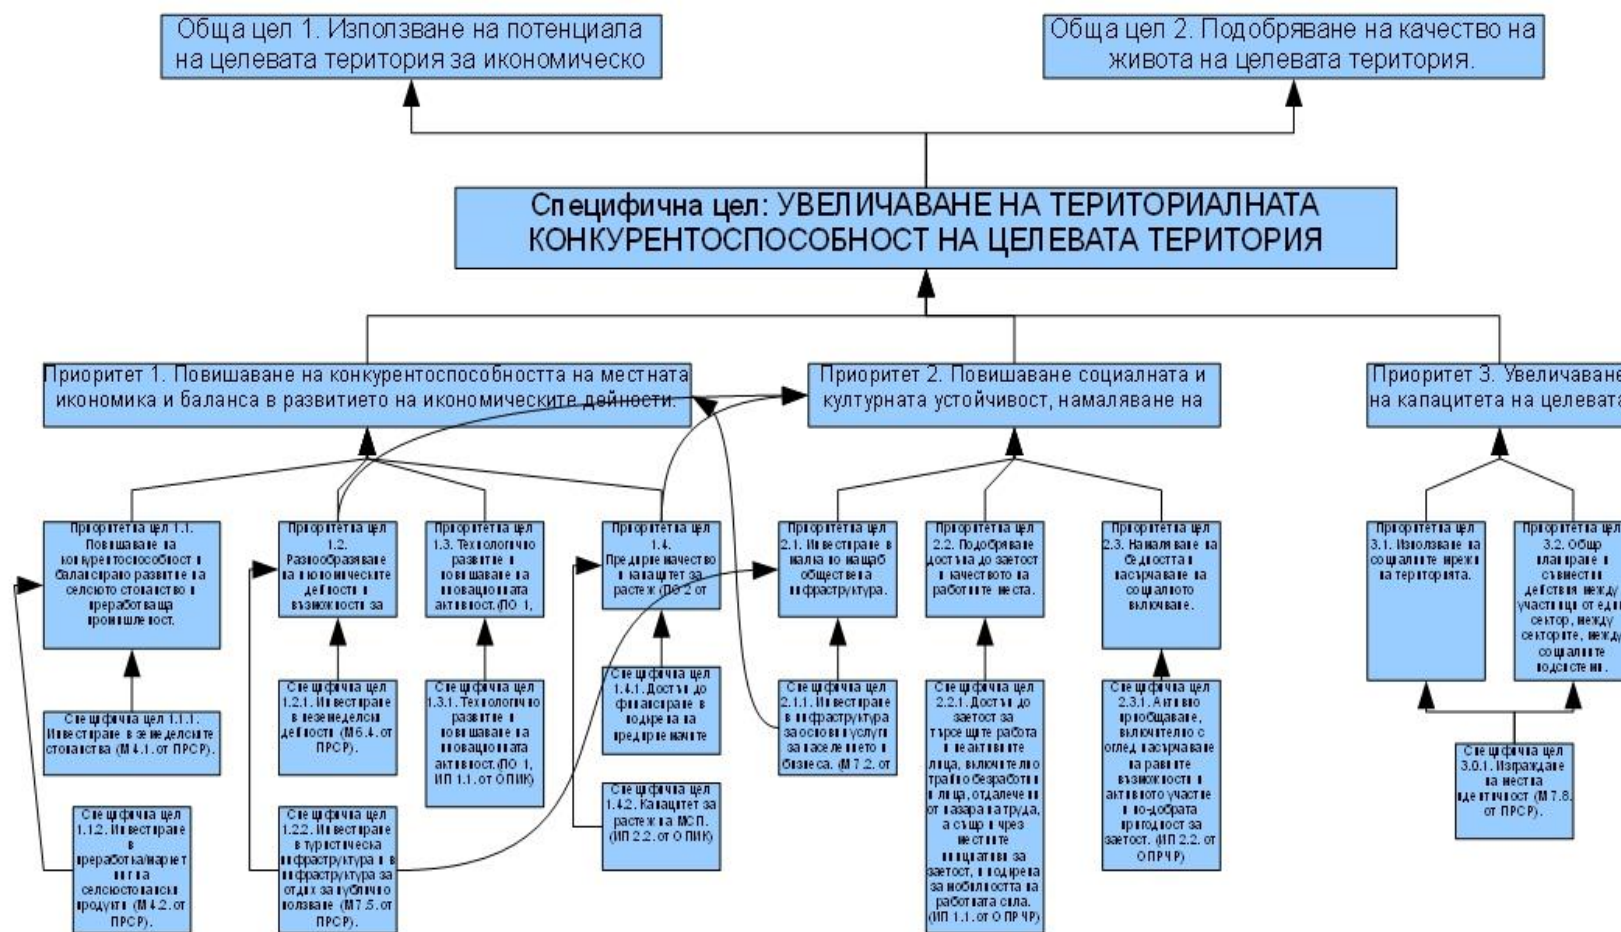 Обща цел 1. Използване на потенциала
на целевата територия за икономическо
Обща цел 2. Подобряване на качество на
живота на целевата територия.
Специфична цел: УВЕЛИЧАВАНЕ НА ТЕРИТОРИАЛНАТА
КОНКУРЕНТОСПОСОБНОСТ НА ЦЕЛЕВАТА ТЕРИТОРИЯ
Приоритет 1. Повишаване на конкурентоспособността на местната
икономика и баланса в развитието на икономическите дейности.
Приоритет 2. Повишаване социалната и
културната устойчивост, намаляване на
Приоритет 3. Увеличаване
на капацитета на целевата
Приоритетна цел 1.1.
Повишаване на
конкурентоспособност и
балансирано развитие на
селското стопанство и
преработваща
промишленост.
Приоритетна цел
1.2.
Разнообразяване
на икономическите
дейности и
възможности за
Приоритетна цел
1.3. Технологично
развитие и
повишаване на
иновационната
активност.(ПО 1,
Приоритетна цел
1.4.
Предприемачество
и капацитет за
растеж (ПО 2 от
Приоритетна цел
2.1. Инвестиране в
малка по мащаб
обществена
инфраструктура.
Приоритетна цел
2.2. Подобряване
достъпа до заетост
и качеството на
работните места.
Приоритетна цел
2.3. Намаляване на
бедността и
насърчаване на
социалното
включване.
Приоритетна цел
3.1. Използване на
социалните мрежи
на територията.
Приоритетна цел
3.2. Общо
планиране и
съвместни
действия между
участници от един
сектор, между
секторите, между
социалните
подсистеми.
Специфична цел 1.1.1.
Инвестиране в земеделските
стопанства (М 4.1. от ПРСР).
Специфична цел
1.2.1. Инвестиране
в неземеделски
дейности (М 6.4. от
ПРСР).
Специфична цел
1.3.1. Технологично
развитие и
повишаване на
иновационната
активност.(ПО 1,
ИП 1.1. от ОПИК)
Специфична цел
1.4.1. Достъп до
финансиране в
подкрепа на
предприемачите
Специфична цел
2.1.1. Инвестиране
в инфраструктура
за основни услуги
за населението и
бизнеса. (М 7.2. от
Специфична цел
2.2.1. Достъп до
заетост за
търсещите работа
и неактивните
лица, включително
трайно безработни
и лица, отдалечени
от пазара на труда,
а също и чрез
местните
инициативи за
заетост, и подкрепа
за мобилността на
работната сила.
(ИП 1.1. от ОПРЧР)
Специфична цел
2.3.1. Активно
приобщаване,
включително с
оглед насърчаване
на равните
възможности и
активното участие
и по-добрата
пригодност за
заетост. (ИП 2.2. от
ОПРЧР)
Специфична цел
3.0.1. Изграждане
на местна
идентичност (М 7.8.
от ПРСР).
Специфична цел
1.1.2. Инвестиране
в
преработка/маркет
инг на
селскостопански
продукти (М 4.2. от
ПРСР).
Специфична цел
1.2.2. Инвестиране
в туристическа
инфраструктура и в
инфраструктура за
отдих за публично
ползване (М 7.5. от
ПРСР).
Специфична цел
1.4.2. Капацитет за
растеж на МСП.
(ИП 2.2. от ОПИК)